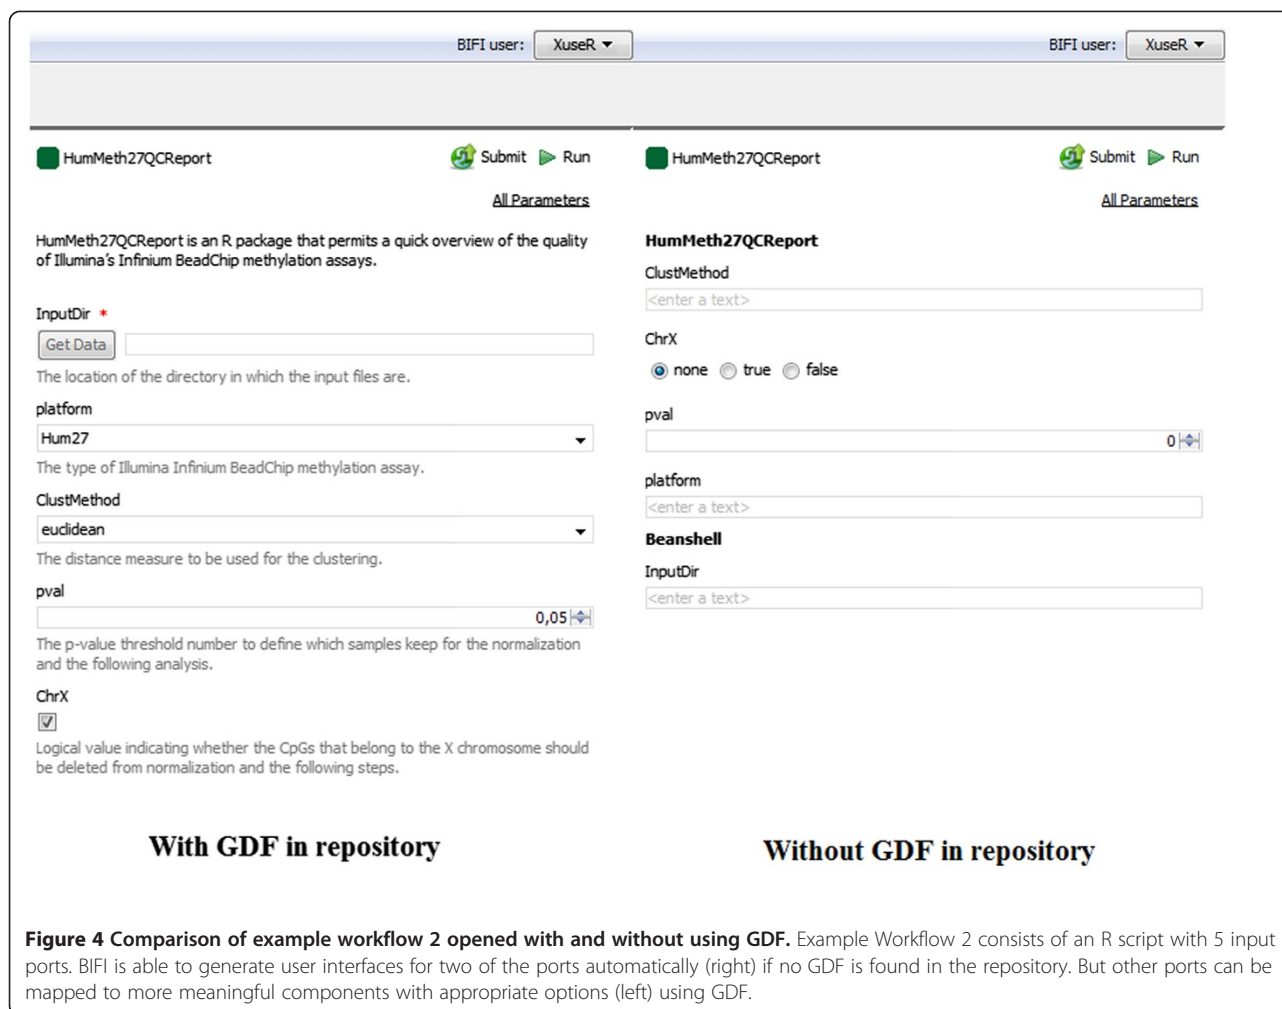 BIFI user: XuseR
HumMeth27QCReport Submit Run
All Parameters
HumMeth27QCReport is an R package that permits a quick overview of the quality
of Illumina's Infinium BeadChip methylation assays.
InputDir *
Get Data
The location of the directory in which the input files are.
platform
Hum27
The type of Illumina Infinium BeadChip methylation assay.
ClustMethod
euclidean
The distance measure to be used for the clustering.
pval
0,05
The p-value threshold number to define which samples keep for the normalization
and the following analysis.
ChrX
Logical value indicating whether the CpGs that belong to the X chromosome should
be deleted from normalization and the following steps.
With GDF in repository
BIFI user: XuseR
HumMeth27QCReport Submit Run
All Parameters
HumMeth27QCReport
ClustMethod
<enter a text>
ChrX
none true false
pval
0
platform
<enter a text>
Beanshell
InputDir
<enter a text>
Without GDF in repository
Figure 4 Comparison of example workflow 2 opened with and without using GDF. Example Workflow 2 consists of an R script with 5 input
ports. BIFI is able to generate user interfaces for two of the ports automatically (right) if no GDF is found in the repository. But other ports can be
mapped to more meaningful components with appropriate options (left) using GDF.